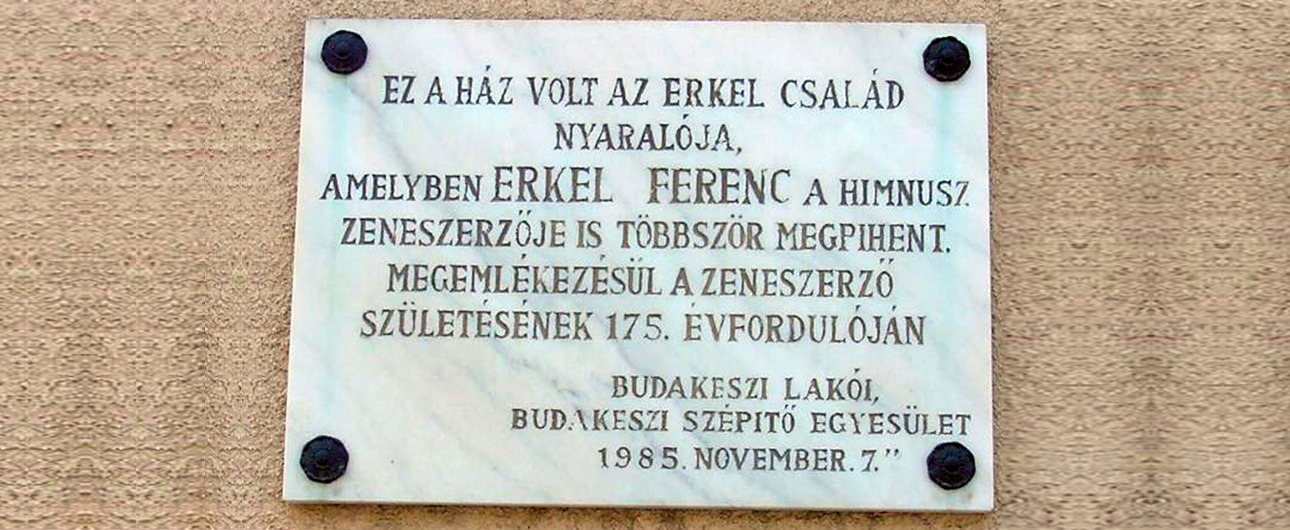 EZ A HÁZ VOLT AZ ERKEL CSALÁD
NYARALÓJA,
AMELYBEN ERKEL FERENC A HIMNUSZ
ZENESZERZŐJE IS TÖBBSZÖR MEGPIHENT.
MEGEMLÉKEZÉSÜL A ZENESZERZŐ
SZÜLETÉSÉNEK 175. ÉVFORDULÓJÁN
BUDAKESZI LAKÓI,
BUDAKESZI SZÉPITŐ EGYESÜLET
1985. NOVEMBER. 7."